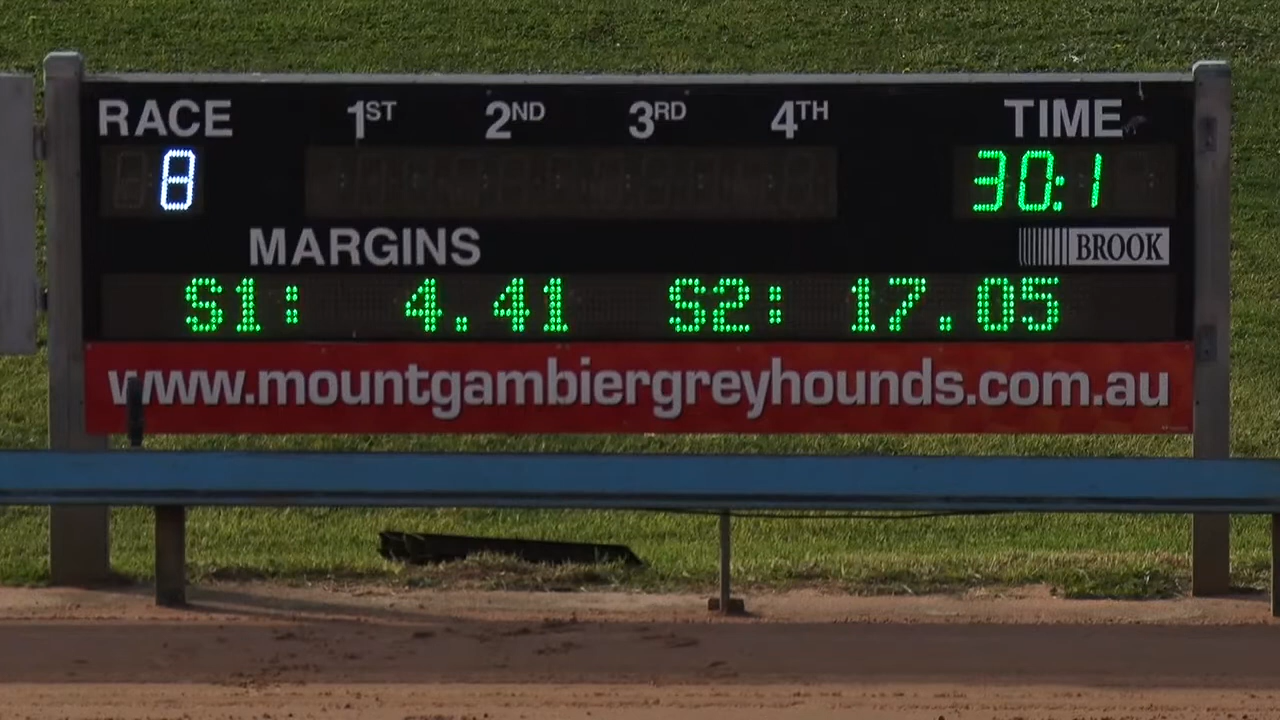 RACE 1ST 2ND 3RD 4TH TIME
8 30:1
MARGINS BROOK
S1: 4.41 S2: 17.05
www.mountgambiergreyhounds.com.au